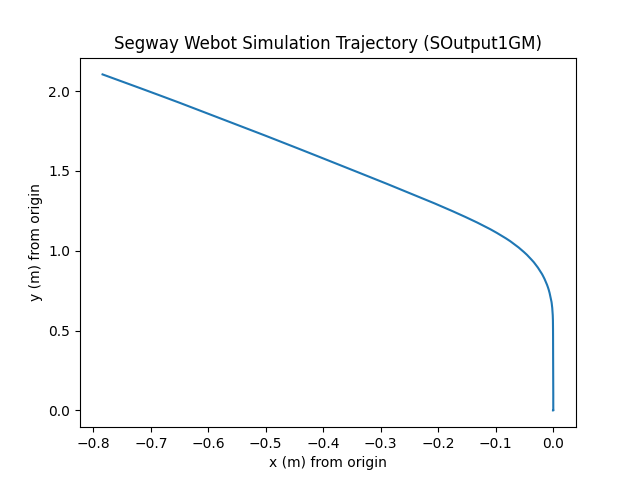 Segway Webot Simulation Trajectory (SOutput1GM)
2.0
1.5
1.0
0.5
0.0
y (m) from origin
−0.8 −0.7 −0.6 −0.5 −0.4 −0.3 −0.2 −0.1 0.0
x (m) from origin